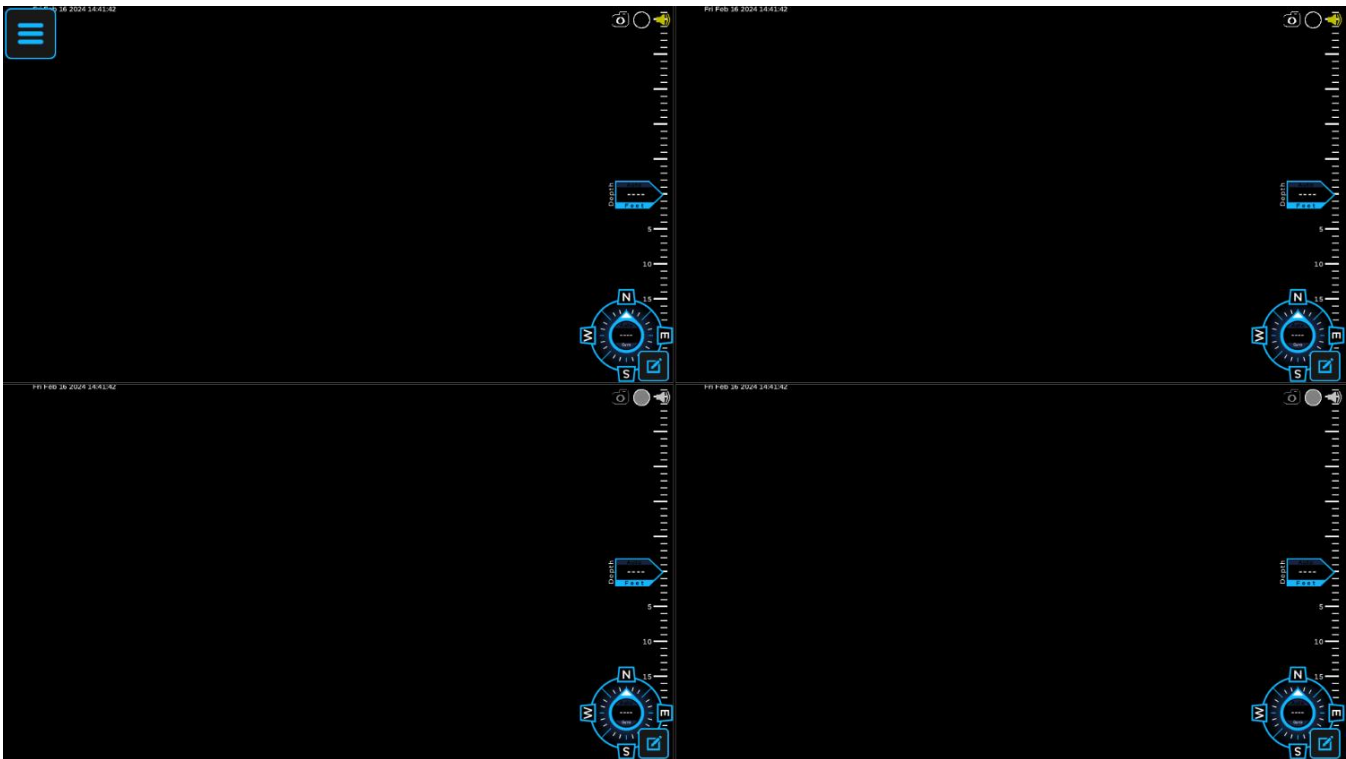 Fri Feb 16 2024 14:41:42
Depth
----
Feet
5
10
15
N
W
----
E
S
Fri Feb 16 2024 14:41:42
Depth
----
Feet
5
10
15
N
W
----
E
S
Fri Feb 16 2024 14:41:42
Depth
----
Feet
5
10
15
N
W
----
E
S
Fri Feb 16 2024 14:41:42
Depth
----
Feet
5
10
15
N
W
----
E
S